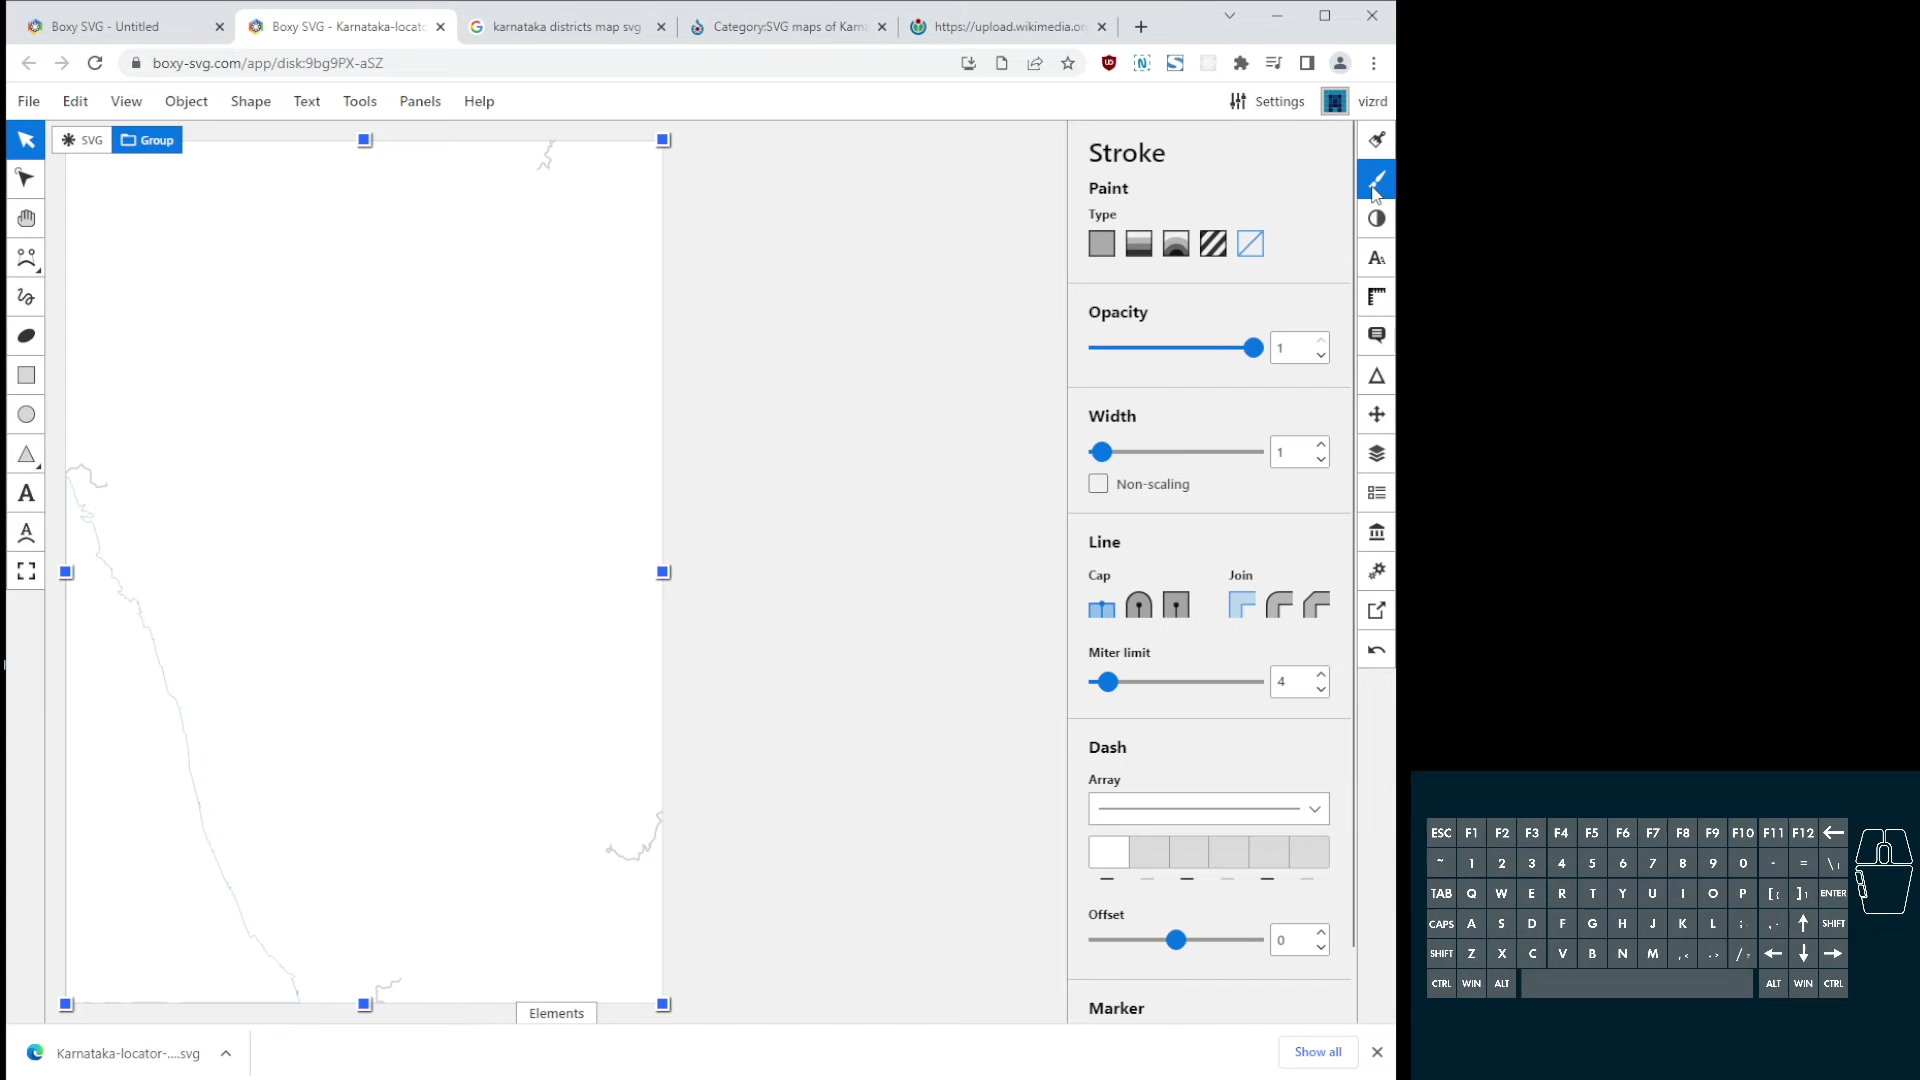 Boxy SVG - Untitled
Boxy SVG - Karnataka-locato
karnataka districts map svg -
Category:SVG maps of Karna
https://upload.wikimedia.or
boxy-svg.com/app/disk:9bg9PX-aSZ
File Edit View Object Shape Text Tools Panels Help
Settings
vizrd
SVG
Group
Stroke
Paint
Type
Opacity
1
Width
1
Non-scaling
Line
Cap
Join
Miter limit
4
Dash
Array
Offset
0
Marker
Elements
Karnataka-locator-....svg
Show all
ESC F1 F2 F3 F4 F5 F6 F7 F8 F9 F10 F11 F12
~ 1 2 3 4 5 6 7 8 9 0 - = \
TAB Q W E R T Y U I O P [ ] ENTER
CAPS A S D F G H J K L ; SHIFT
SHIFT Z X C V B N M
CTRL WIN ALT ALT WIN CTRL